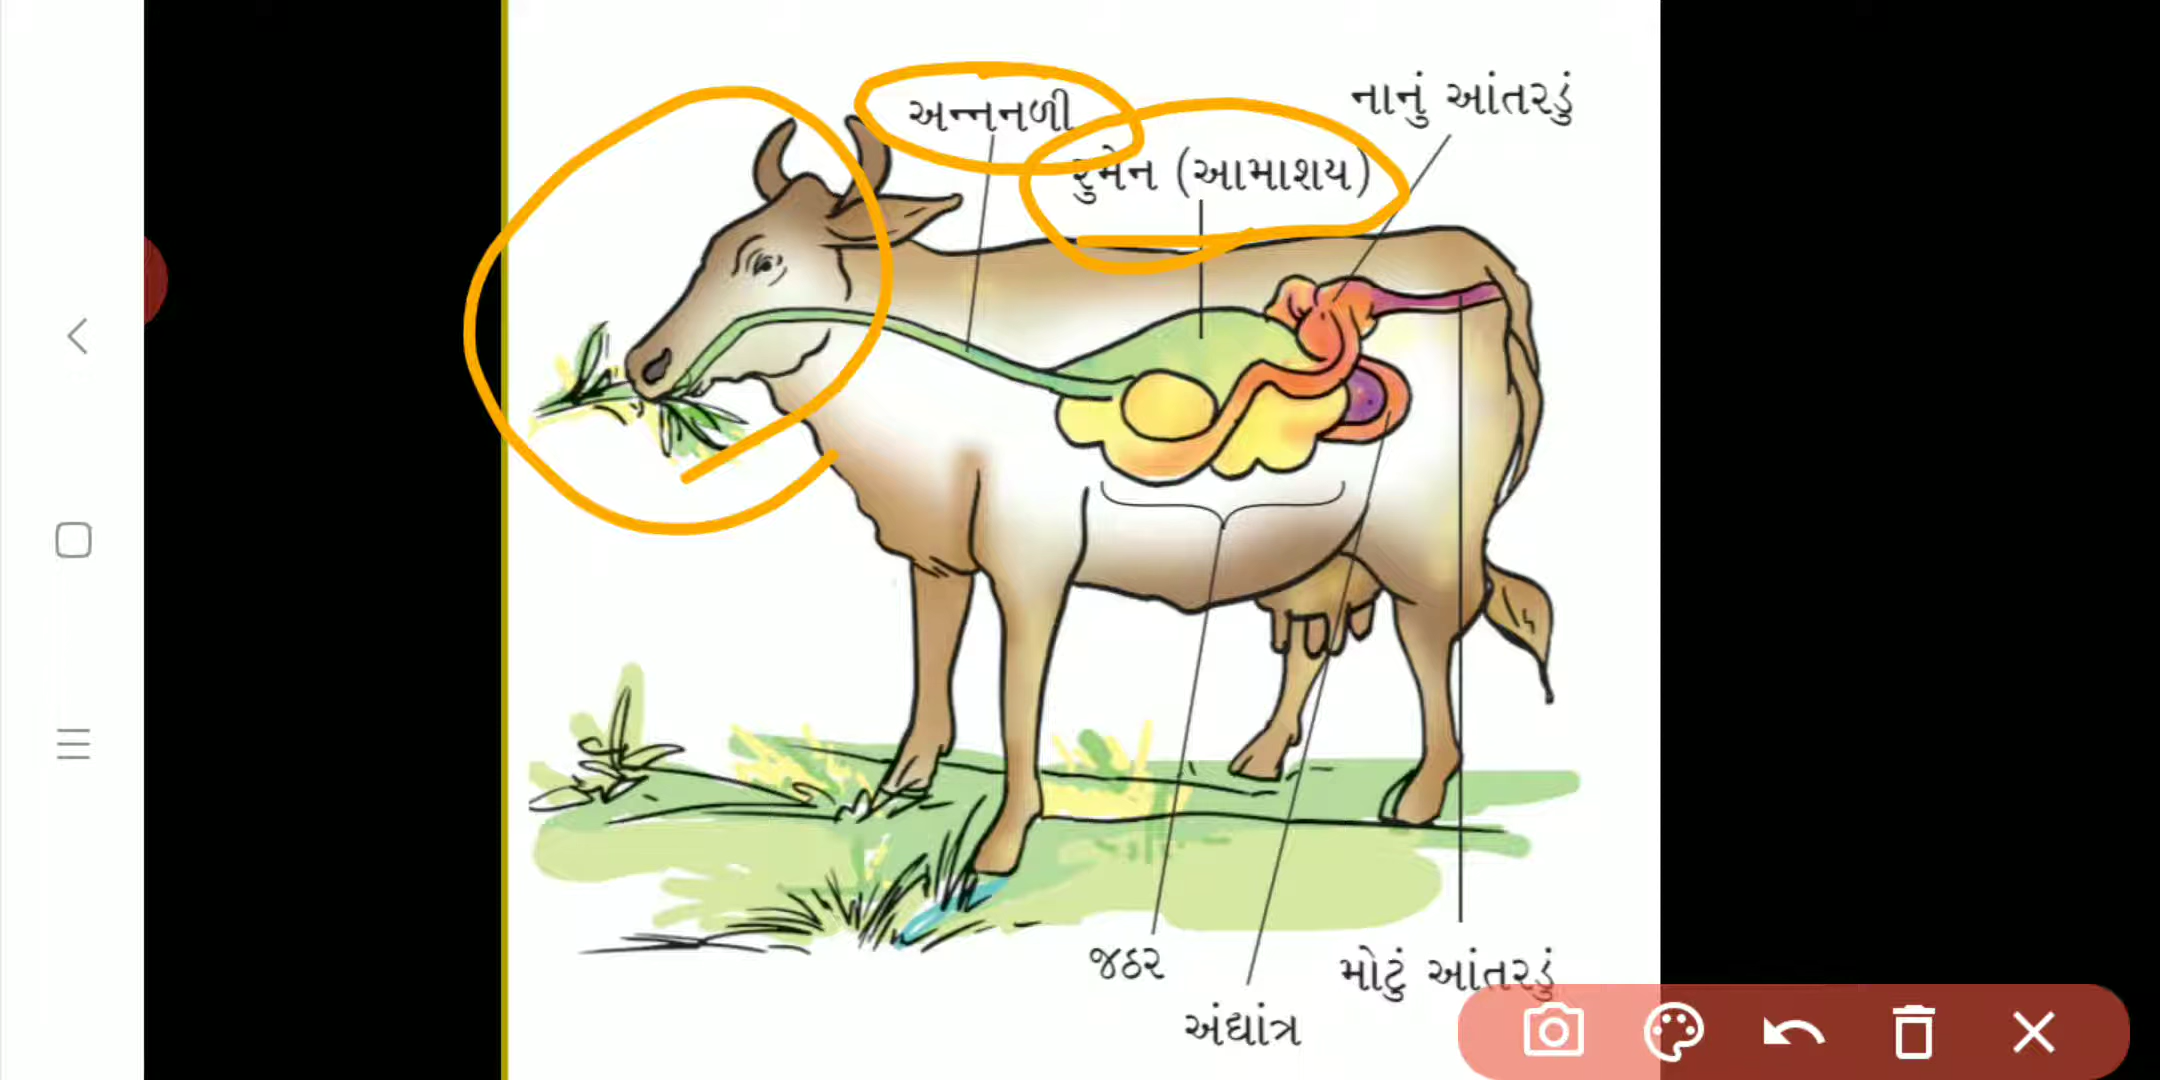 અન્નનળી
રુમેન (આમાશય)
નાનું આંતરડું
જઠર
મોટું આંતરડું
અંધાંત્ર